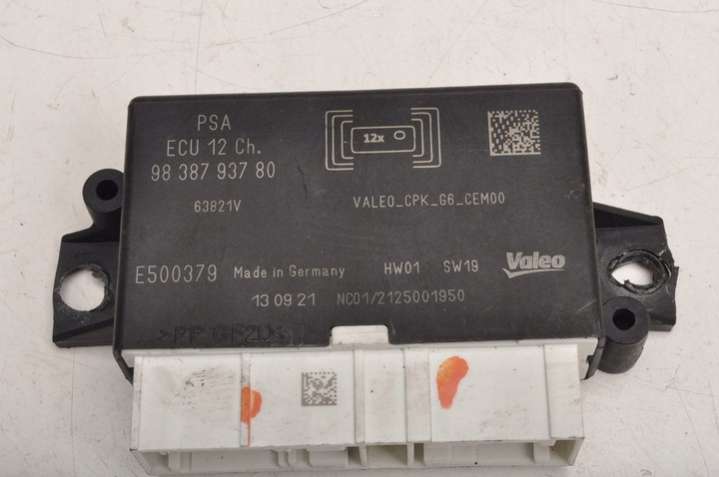 PSA
ECU 12 Ch.
98 387 937 80
63821V
12x
VALEO_CPK_G6_CEM00
E500379 Made in Germany HW01 SW19 Valeo
13 09 21 NC01/2125001950